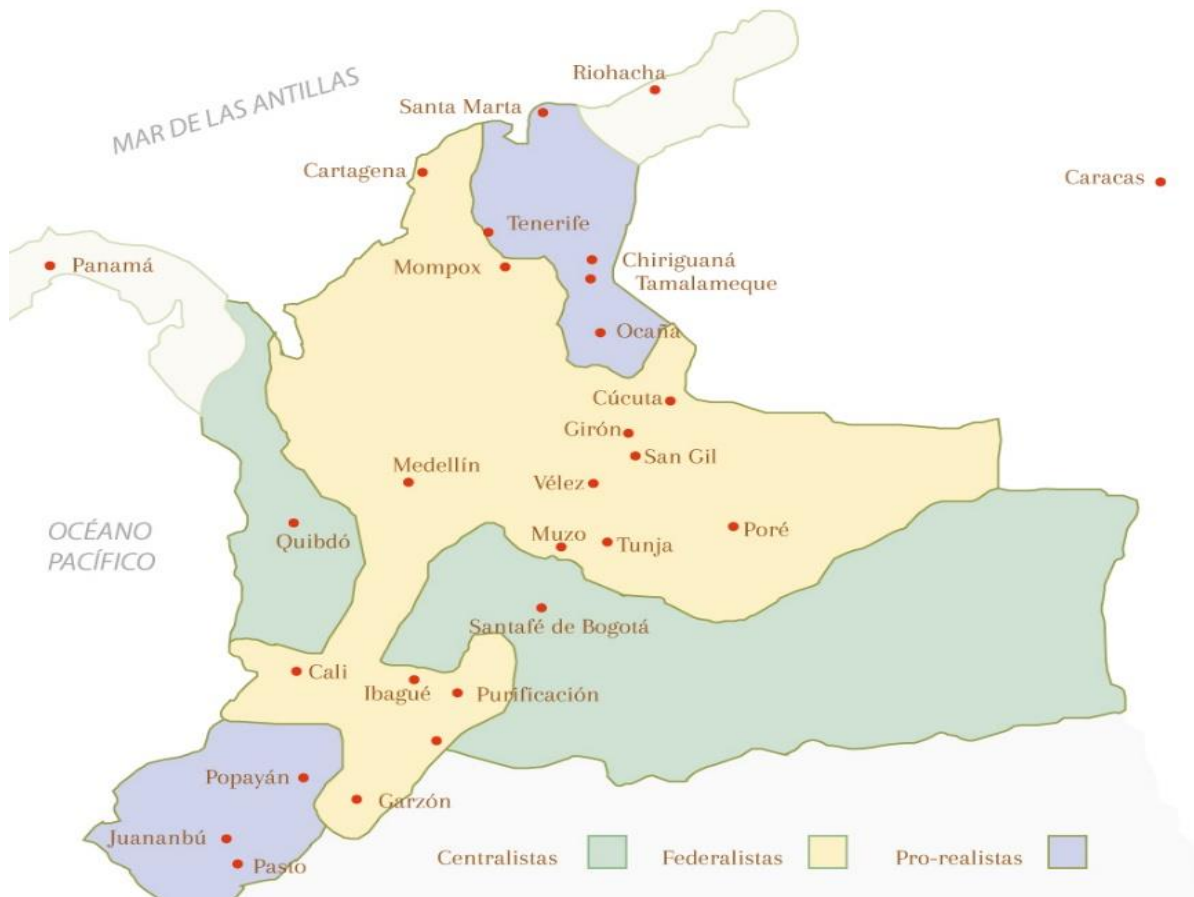 Riohacha
MAR DE LAS ANTILLAS
Santa Marta
Cartagena
Caracas
Tenerife
Panamá
Mompox
Chiriguaná
Tamalameque
Ocaña
Cúcuta
Girón
San Gil
Medellín
Vélez
OCÉANO
PACÍFICO
Quibdó
Muzo
Tunja
Poré
Santafé de Bogotá
Cali
Ibagué
Purificación
Popayán
Garzón
Juananbú
Pasto
Centralistas
Federalistas
Pro-realistas